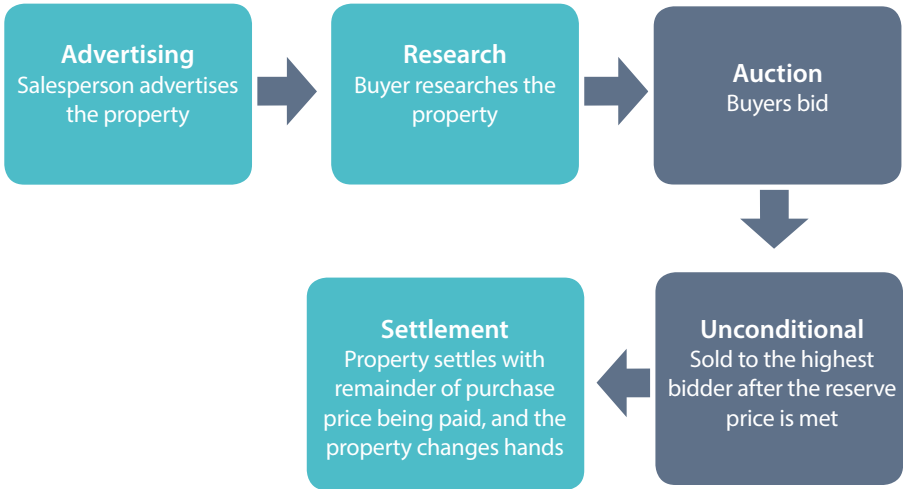 Advertising
Salesperson advertises
the property
Research
Buyer researches the
property
Auction
Buyers bid
Unconditional
Sold to the highest
bidder after the reserve
price is met
Settlement
Property settles with
remainder of purchase
price being paid, and the
property changes hands